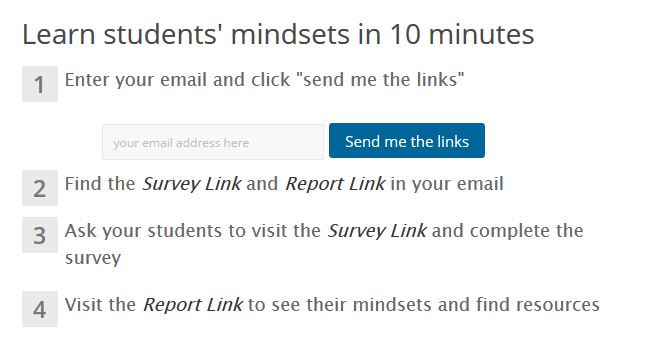 Learn students' mindsets in 10 minutes
1 Enter your email and click "send me the links"
your email address here Send me the links
2 Find the Survey Link and Report Link in your email
3 Ask your students to visit the Survey Link and complete the
survey
4 Visit the Report Link to see their mindsets and find resources